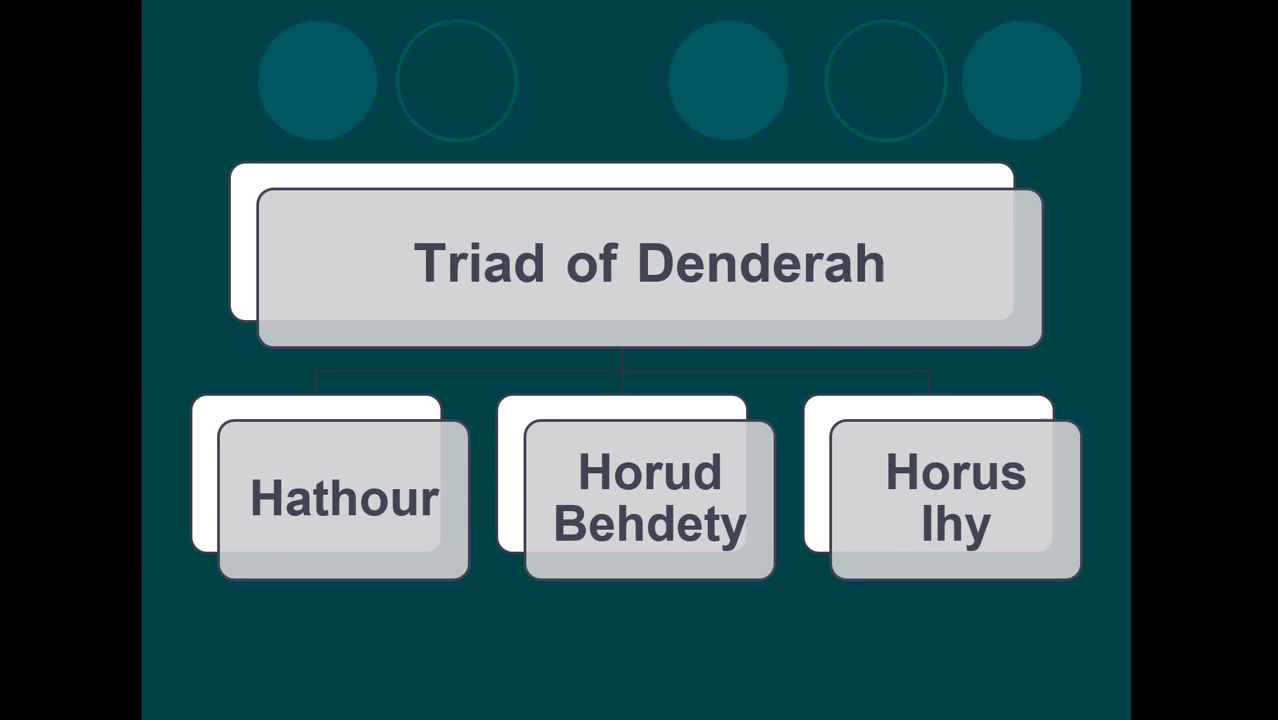 Triad of Denderah
Hathour
Horud
Behdety
Horus
Ihy